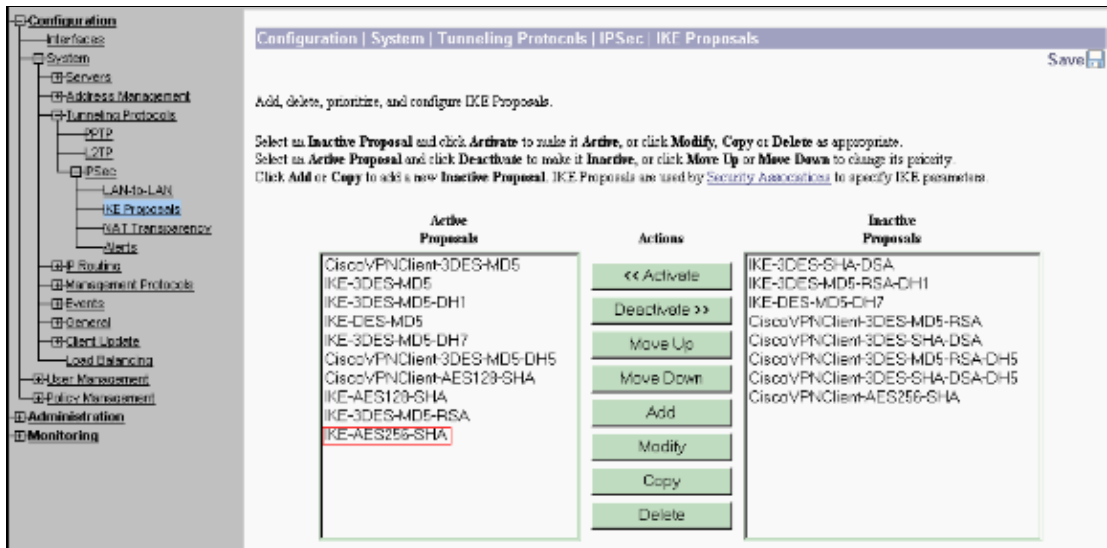 Configuration
Interfaces
System
Servers
Address Management
Tunneling Protocols
PPTP
L2TP
IPSec
LAN-to-LAN
IKE Proposals
NAT Transparency
Alerts
IP Routing
Management Protocols
Events
General
Client Update
Load Balancing
User Management
Policy Management
Administration
Monitoring
Configuration | System | Tunneling Protocols | IPSec | IKE Proposals
Save
Add, delete, prioritize, and configure IKE Proposals.
Select an Inactive Proposal and click Activate to make it Active, or click Modify, Copy or Delete as appropriate.
Select an Active Proposal and click Deactivate to make it Inactive, or click Move Up or Move Down to change its priority.
Click Add or Copy to add a new Inactive Proposal. IKE Proposals are used by Security Associations to specify IKE parameters.
Active
Proposals
CiscoVPNClient-3DES-MD5
IKE-3DES-MD5
IKE-3DES-MD5-DH1
IKE-DES-MD5
IKE-3DES-MD5-DH7
CiscoVPNClient-3DES-MD5-DH5
CiscoVPNClient-AES128-SHA
IKE-AES128-SHA
IKE-3DES-MD5-RSA
IKE-AES256-SHA
Actions
<< Activate
Deactivate >>
Move Up
Move Down
Add
Modify
Copy
Delete
Inactive
Proposals
IKE-3DES-SHA-DSA
IKE-3DES-MD5-RSA-DH1
IKE-DES-MD5-DH7
CiscoVPNClient-3DES-MD5-RSA
CiscoVPNClient-3DES-SHA-DSA
CiscoVPNClient-3DES-MD5-RSA-DH5
CiscoVPNClient-3DES-SHA-DSA-DH5
CiscoVPNClient-AES256-SHA